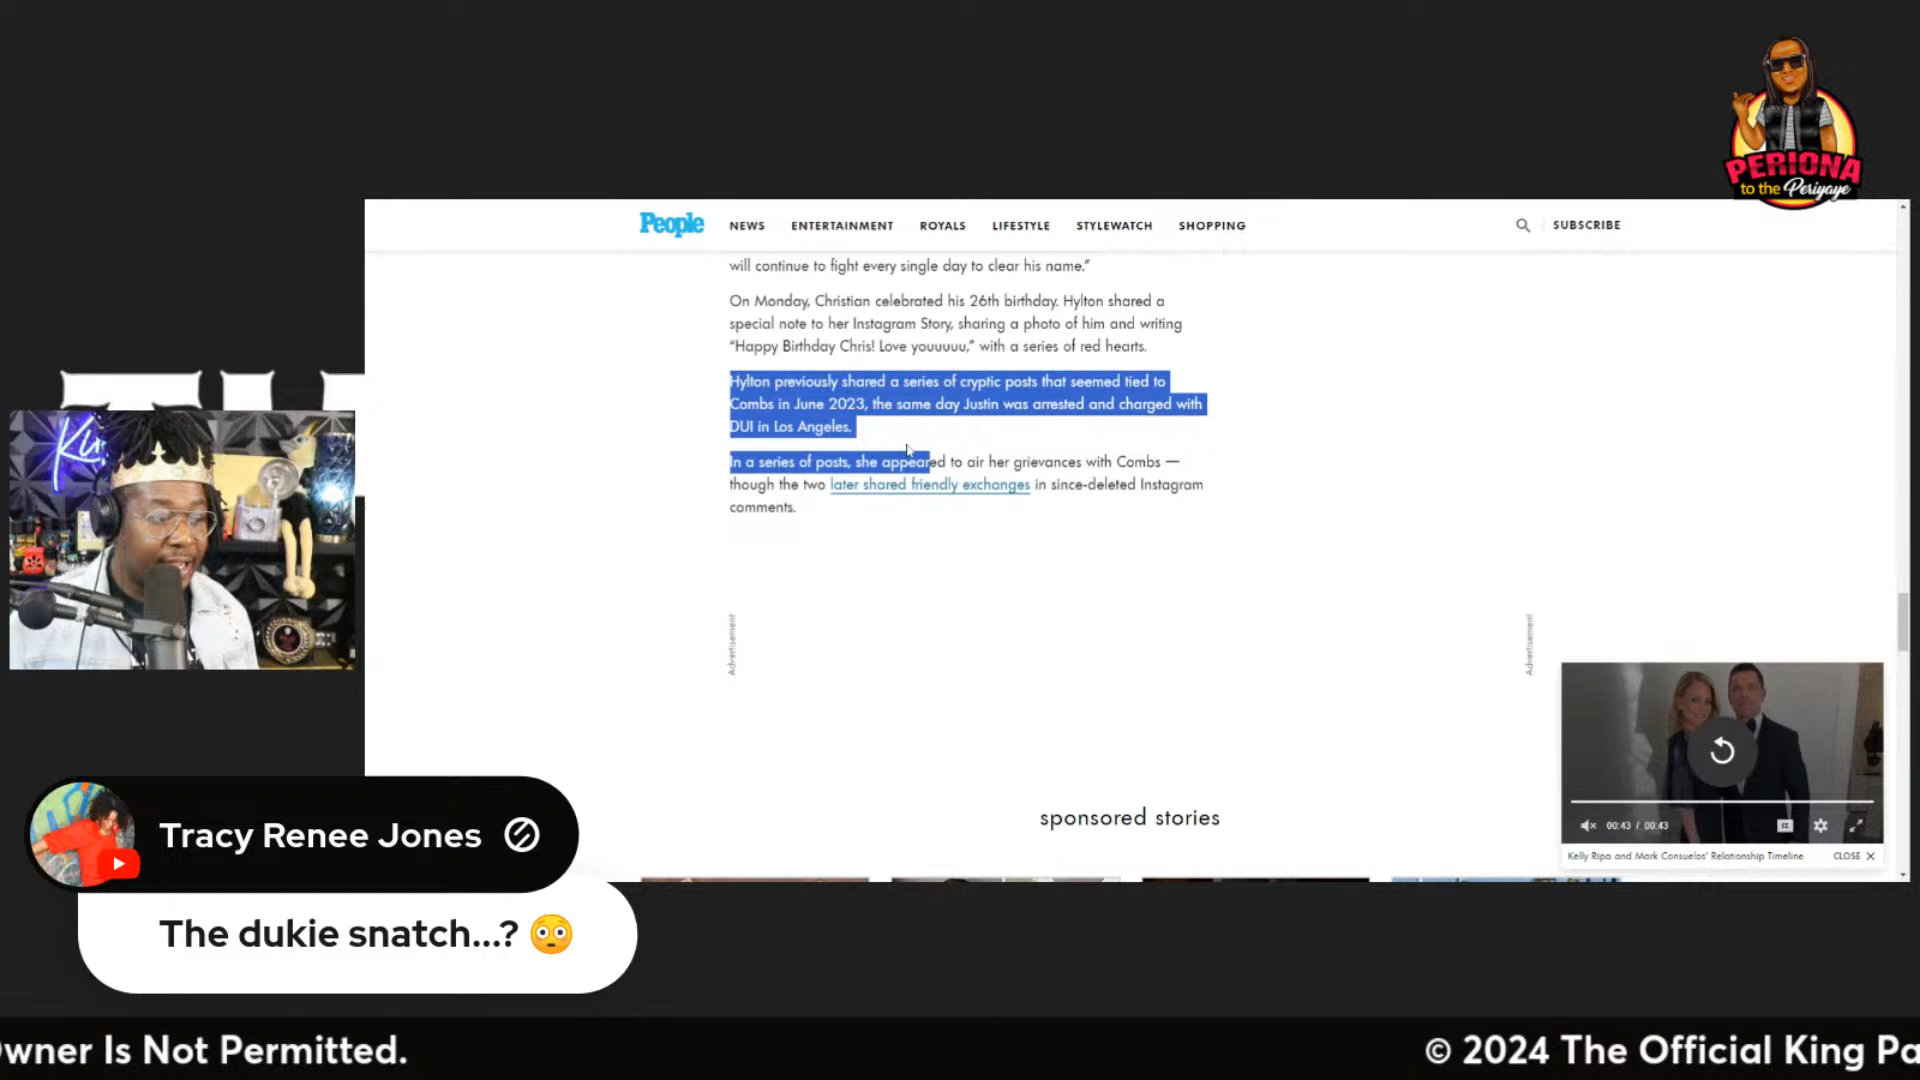 PERIONA
to the Periyaye
People
NEWS
ENTERTAINMENT
ROYALS
LIFESTYLE
STYLEWATCH
SHOPPING
SUBSCRIBE
will continue to fight every single day to clear his name.”
On Monday, Christian celebrated his 26th birthday. Hylton shared a
special note to her Instagram Story, sharing a photo of him and writing
“Happy Birthday Chris! Love youuuuu,” with a series of red hearts.
Hylton previously shared a series of cryptic posts that seemed tied to
Combs in June 2023, the same day Justin was arrested and charged with
DUI in Los Angeles.
In a series of posts, she appeared to air her grievances with Combs —
though the two later shared friendly exchanges in since-deleted Instagram
comments.
Advertisement
Advertisement
00:43 / 00:43
CC
Kelly Ripa and Mark Consuelos’ Relationship Timeline
CLOSE X
sponsored stories
Tracy Renee Jones
The dukie snatch...? 😳
wner Is Not Permitted.
© 2024 The Official King Pa